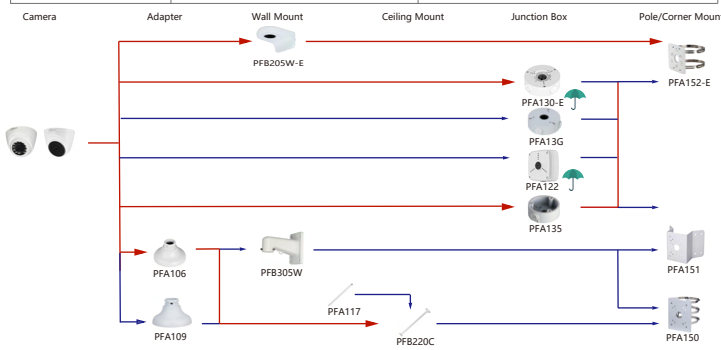 Camera Adapter Wall Mount Ceiling Mount Junction Box Pole/Corner Mount
PFB205W-E
PFA152-E
PFA130-E
PFA13G
PFA122
PFA135
PFA106
PFB305W
PFA151
PFA117
PFA109
PFB220C
PFA150